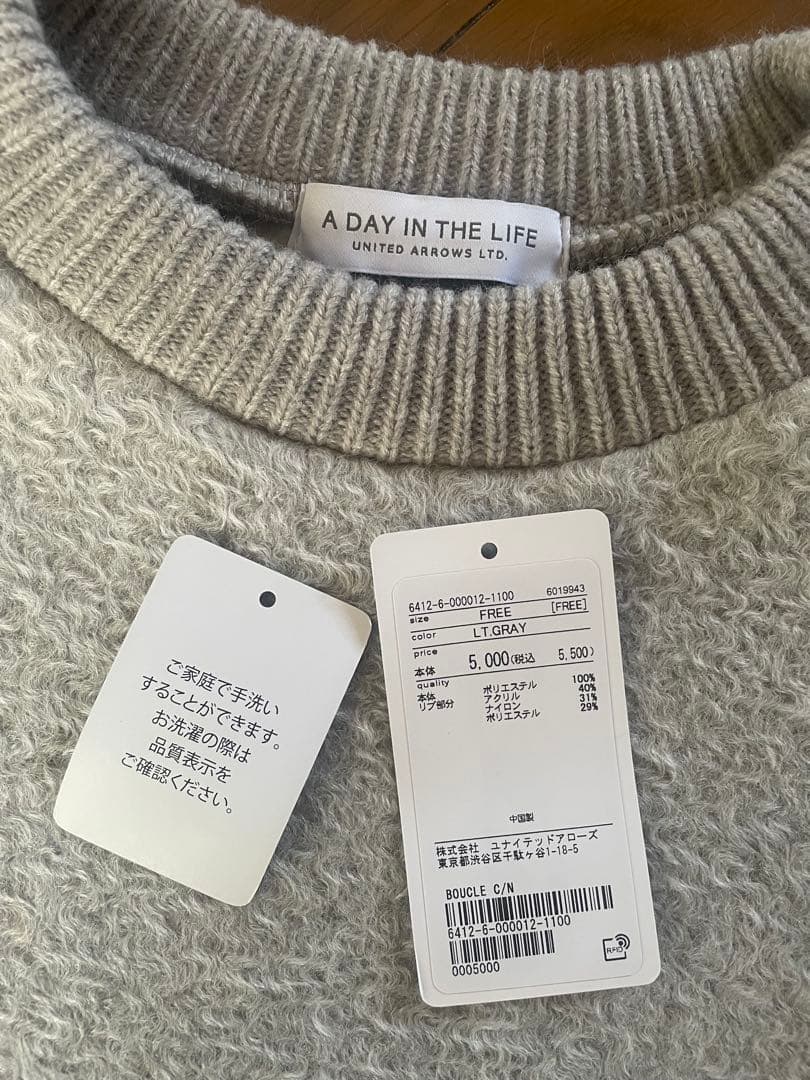 A DAY IN THE LIFE
UNITED ARROWS LTD.
ご家庭で手洗い
することができます。
お洗濯の際は
品質表示を
ご確認ください。
6412-6-000012-1100 6019943
size FREE [FREE]
color LT.GRAY
price
本体 5,000(税込 5,500)
quality
本体 ポリエステル 100%
リブ部分 アクリル 40%
ナイロン 31%
ポリエステル 29%
中国製
株式会社 ユナイテッドアローズ
東京都渋谷区千駄ヶ谷1-18-5
BOUCLE C/N
6412-6-000012-1100
0005000
RFID